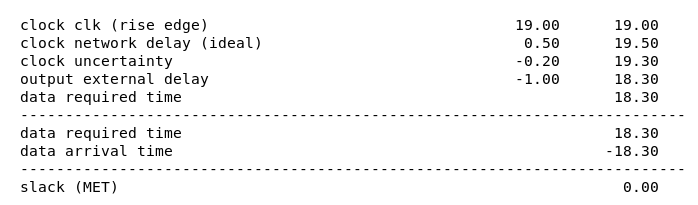 clock clk (rise edge) 19.00 19.00
clock network delay (ideal) 0.50 19.50
clock uncertainty -0.20 19.30
output external delay -1.00 18.30
data required time 18.30
--------------------------------------------------------------------------
data required time 18.30
data arrival time -18.30
--------------------------------------------------------------------------
slack (MET) 0.00